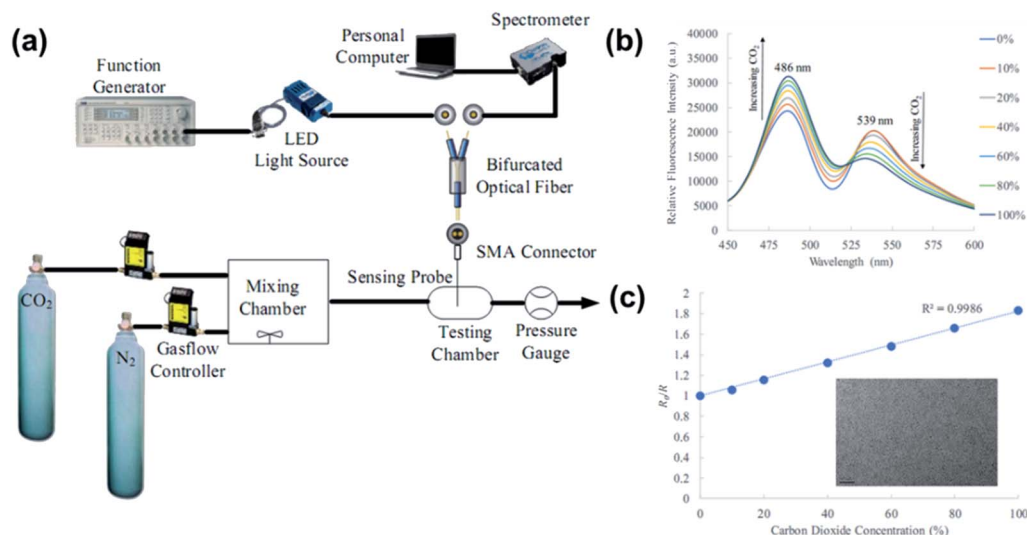 (a)
Function
Generator
LED
Light Source
Personal
Computer
Spectrometer
Bifurcated
Optical Fiber
SMA Connector
Sensing Probe
Mixing
Chamber
Testing
Chamber
Pressure
Gauge
Gasflow
Controller
CO₂
N₂
(b)
Relative Fluorescence Intensity (a.u.)
40000
35000
30000
25000
20000
15000
10000
5000
0
Increasing CO₂
486 nm
539 nm
Increasing CO₂
450 475 500 525 550 575 600
Wavelength (nm)
0%
10%
20%
40%
60%
80%
100%
(c)
R₀/R
2
1.8
1.6
1.4
1.2
1
0.8
0.6
0.4
0.2
0
R² = 0.9986
0 20 40 60 80 100
Carbon Dioxide Concentration (%)